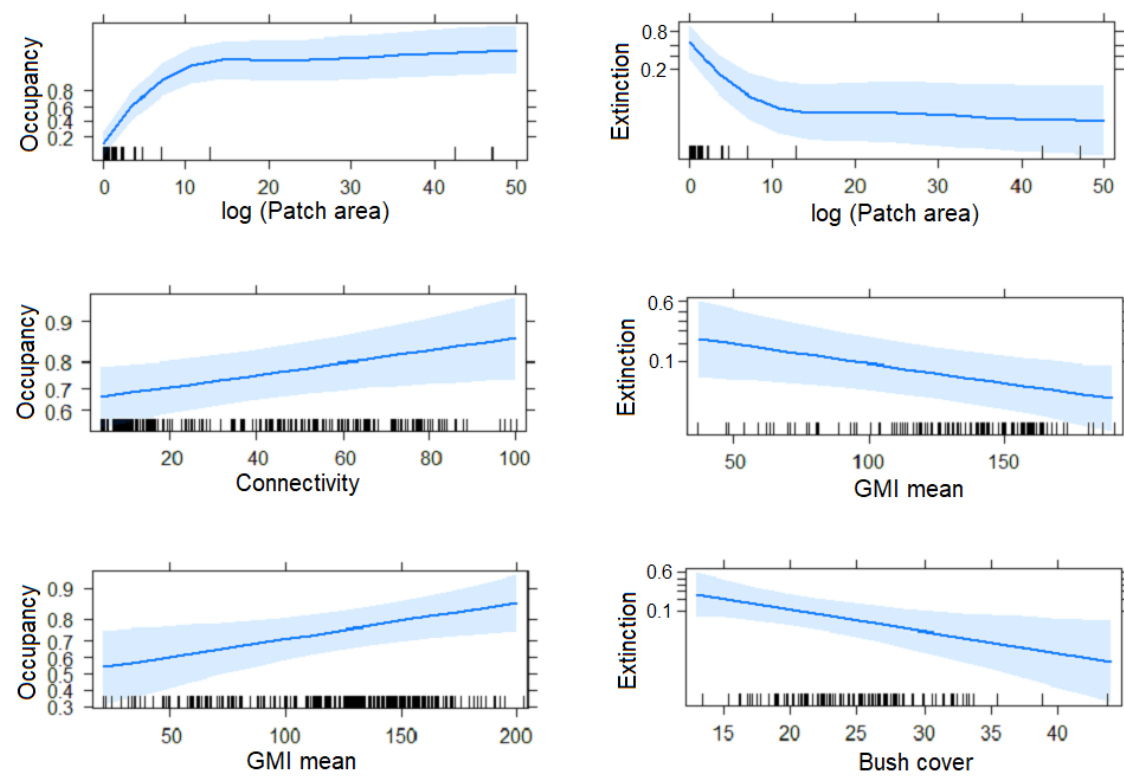 Occupancy
0.8
0.6
0.4
0.2
0 10 20 30 40 50
log (Patch area)
Extinction
0.8
0.2
0 10 20 30 40 50
log (Patch area)
Occupancy
0.9
0.8
0.7
0.6
20 40 60 80 100
Connectivity
Extinction
0.6
0.1
50 100 150
GMI mean
Occupancy
0.9
0.8
0.7
0.6
0.5
0.4
0.3
50 100 150 200
GMI mean
Extinction
0.6
0.1
15 20 25 30 35 40
Bush cover